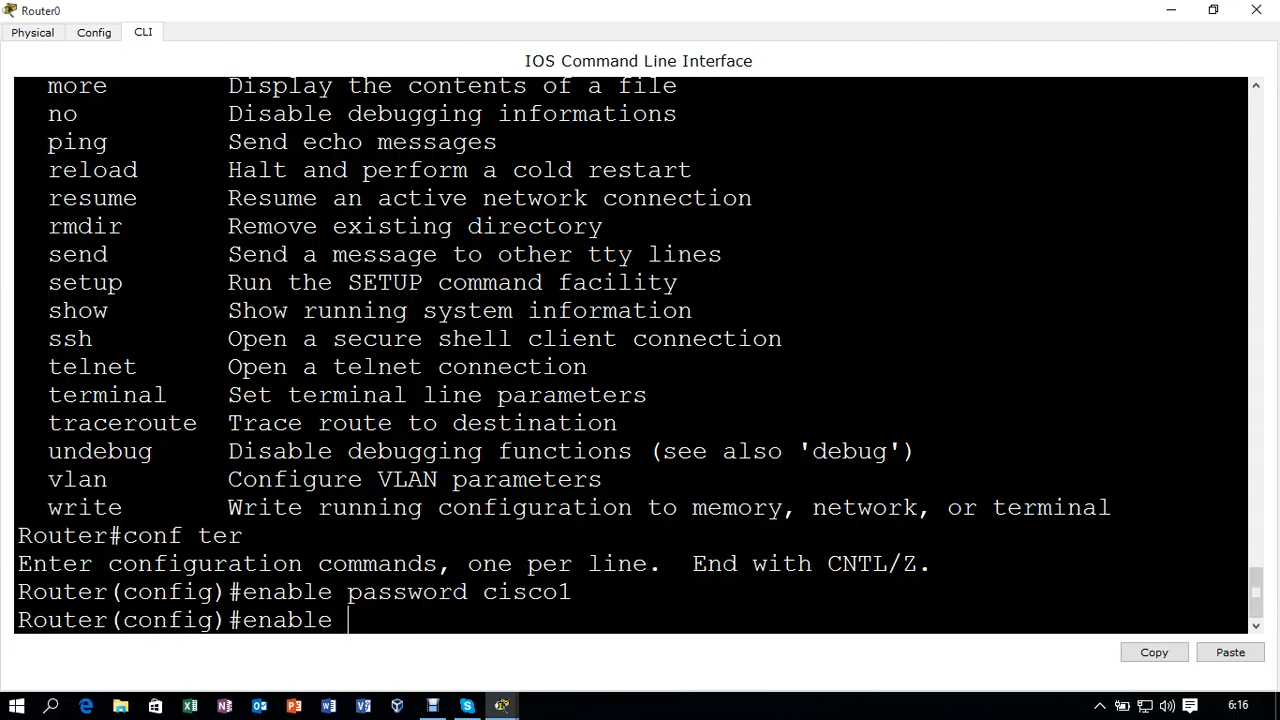 Router0
Physical Config CLI
IOS Command Line Interface
more Display the contents of a file
no Disable debugging informations
ping Send echo messages
reload Halt and perform a cold restart
resume Resume an active network connection
rmdir Remove existing directory
send Send a message to other tty lines
setup Run the SETUP command facility
show Show running system information
ssh Open a secure shell client connection
telnet Open a telnet connection
terminal Set terminal line parameters
traceroute Trace route to destination
undebug Disable debugging functions (see also 'debug')
vlan Configure VLAN parameters
write Write running configuration to memory, network, or terminal
Router#conf ter
Enter configuration commands, one per line.  End with CNTL/Z.
Router(config)#enable password cisco1
Router(config)#enable
Copy Paste
6:16